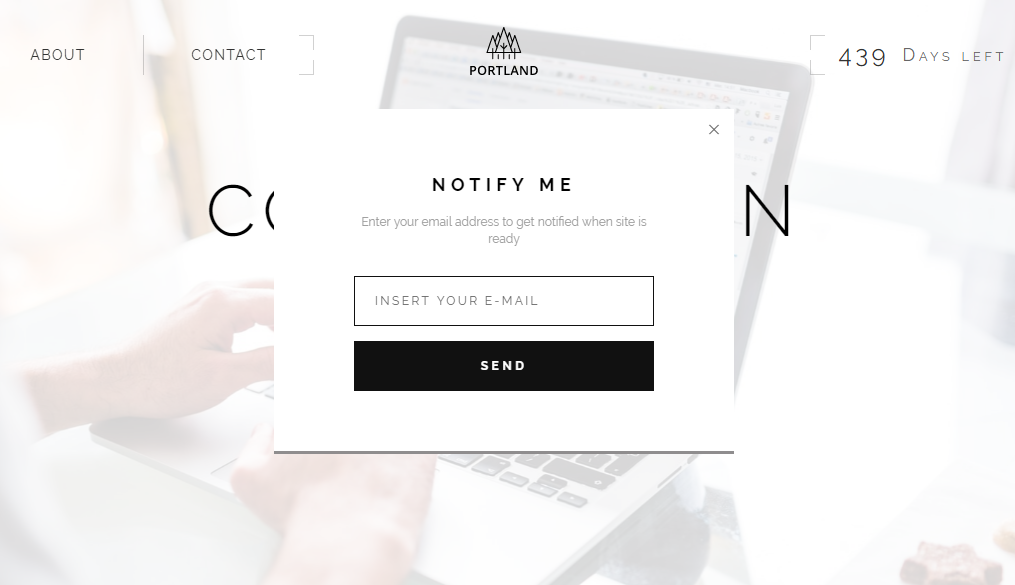 ABOUT
CONTACT
PORTLAND
439 DAYS LEFT
NOTIFY ME
Enter your email address to get notified when site is
ready
INSERT YOUR E-MAIL
SEND